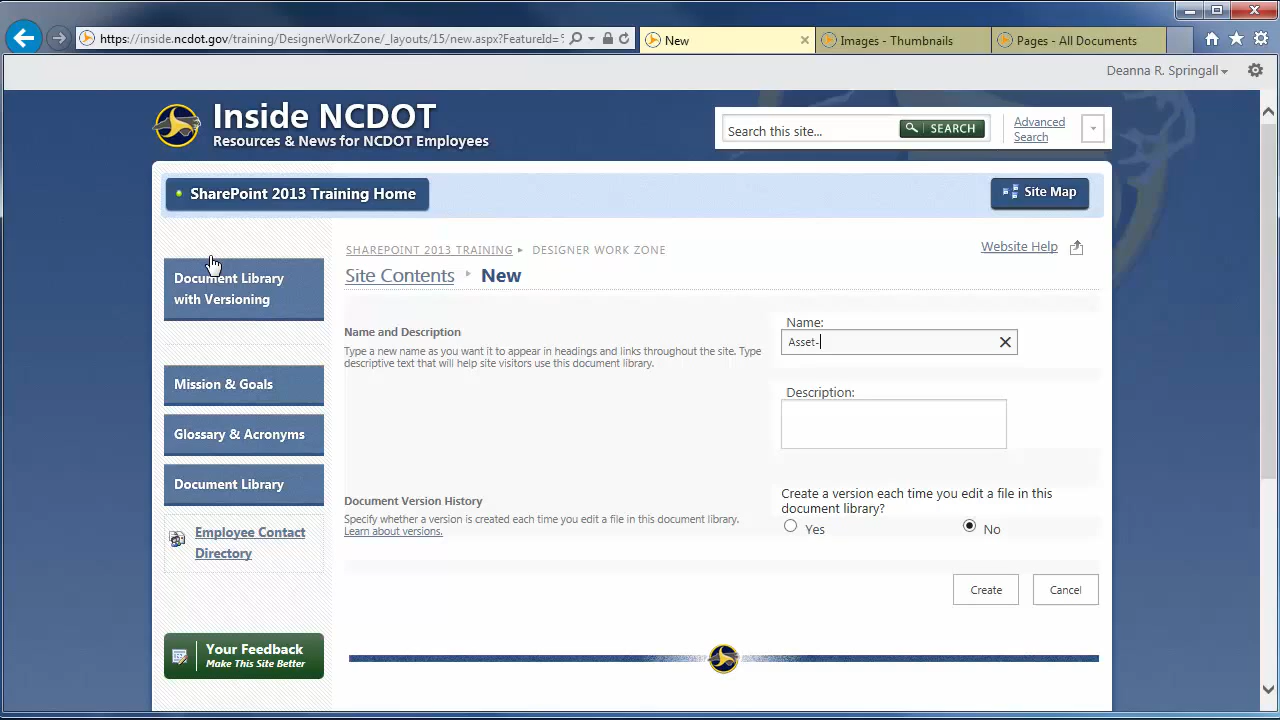 https://inside.ncdot.gov/training/DesignerWorkZone/_layouts/15/new.aspx?FeatureId=
New
Images - Thumbnails
Pages - All Documents
Deanna R. Springall
Inside NCDOT
Resources & News for NCDOT Employees
Search this site...
SEARCH
Advanced
Search
SharePoint 2013 Training Home
Site Map
Document Library
with Versioning
Mission & Goals
Glossary & Acronyms
Document Library
Employee Contact
Directory
Your Feedback
Make This Site Better
SHAREPOINT 2013 TRAINING
DESIGNER WORK ZONE
Website Help
Site Contents
New
Name and Description
Type a new name as you want it to appear in headings and links throughout the site. Type
descriptive text that will help site visitors use this document library.
Name:
Asset-
Description:
Document Version History
Specify whether a version is created each time you edit a file in this document library.
Learn about versions.
Create a version each time you edit a file in this
document library?
Yes
No
Create
Cancel